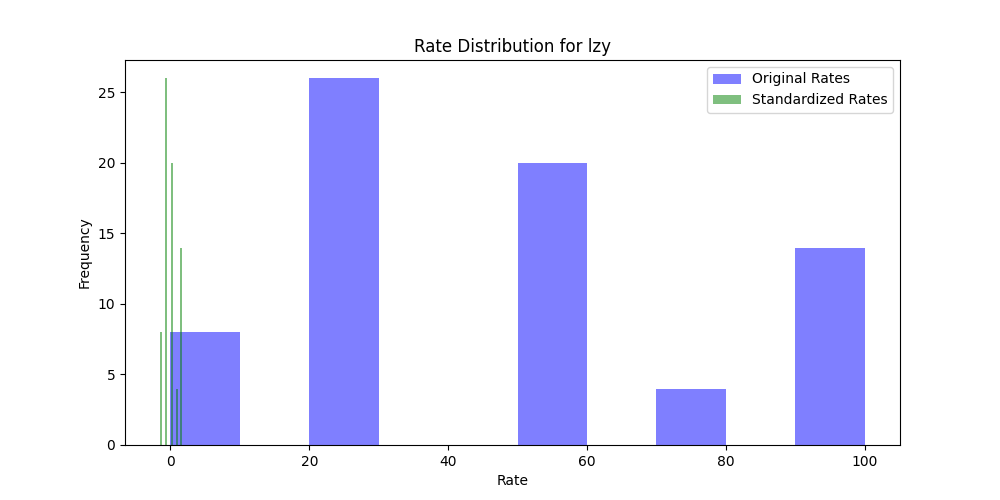 Rate Distribution for lzy
Original Rates
Standardized Rates
Frequency
25
20
15
10
5
0
0 20 40 60 80 100
Rate